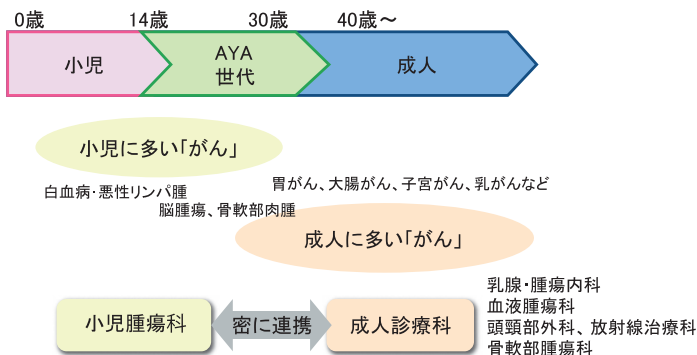 0歳 14歳 30歳 40歳～
小児
AYA
世代
成人
小児に多い「がん」
白血病・悪性リンパ腫
脳腫瘍、骨軟部肉腫
胃がん、大腸がん、子宮がん、乳がんなど
成人に多い「がん」
小児腫瘍科
密に連携
成人診療科
乳腺・腫瘍内科
血液腫瘍科
頭頸部外科、放射線治療科
骨軟部腫瘍科